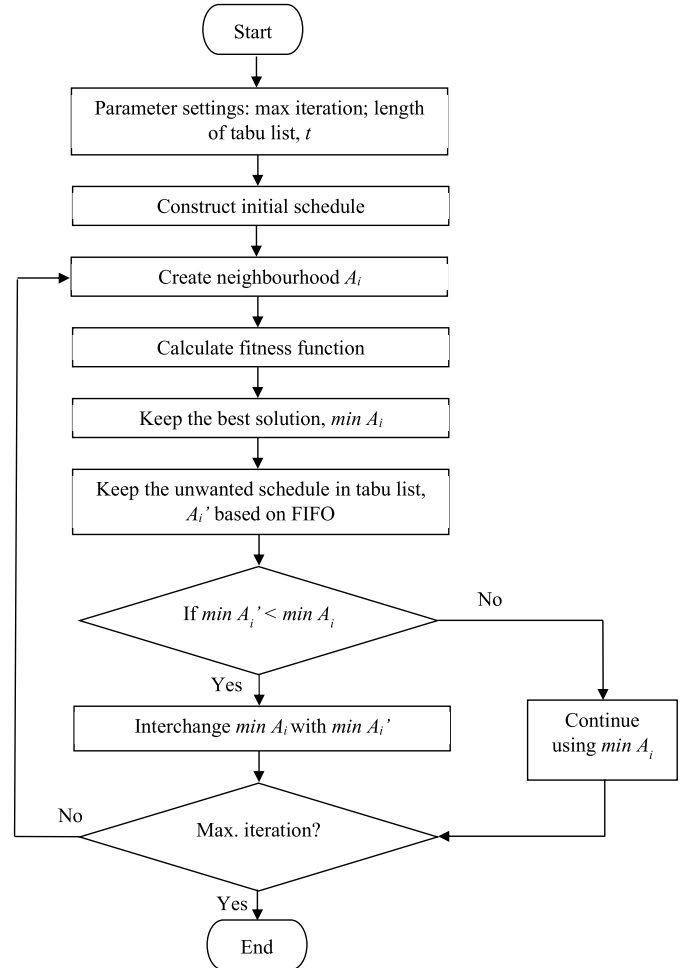 Start
Parameter settings: max iteration; length
of tabu list, t
Construct initial schedule
Create neighbourhood Ai
Calculate fitness function
Keep the best solution, min Ai
Keep the unwanted schedule in tabu list,
Ai’ based on FIFO
If min Ai’ < min Ai
No
Yes
Interchange min Ai with min Ai’
Continue
using min Ai
No
Max. iteration?
Yes
End